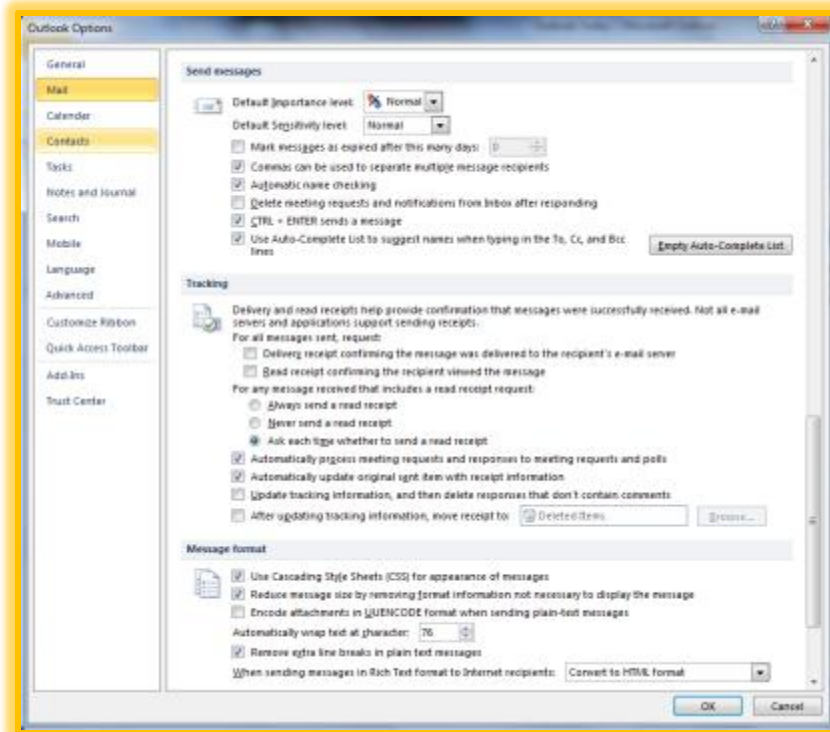 Outlook Options
General
Mail
Calendar
Contacts
Tasks
Notes and Journal
Search
Mobile
Language
Advanced
Customize Ribbon
Quick Access Toolbar
Add-Ins
Trust Center
Send messages
Default Importance level: Normal
Default Sensitivity level: Normal
Mark messages as expired after this many days: 0
Commas can be used to separate multiple message recipients
Automatic name checking
Delete meeting requests and notifications from Inbox after responding
CTRL + ENTER sends a message
Use Auto-Complete List to suggest names when typing in the To, Cc, and Bcc
lines
Empty Auto-Complete List
Tracking
Delivery and read receipts help provide confirmation that messages were successfully received. Not all e-mail
servers and applications support sending receipts.
For all messages sent, request:
Delivery receipt confirming the message was delivered to the recipient's e-mail server
Read receipt confirming the recipient viewed the message
For any message received that includes a read receipt request:
Always send a read receipt
Never send a read receipt
Ask each time whether to send a read receipt
Automatically process meeting requests and responses to meeting requests and polls
Automatically update original sent item with receipt information
Update tracking information, and then delete responses that don't contain comments
After updating tracking information, move receipt to: Deleted Items Browse...
Message format
Use Cascading Style Sheets (CSS) for appearance of messages
Reduce message size by removing format information not necessary to display the message
Encode attachments in UUENCODE format when sending plain-text messages
Automatically wrap text at character: 76
Remove extra line breaks in plain text messages
When sending messages in Rich Text format to Internet recipients: Convert to HTML format
OK Cancel